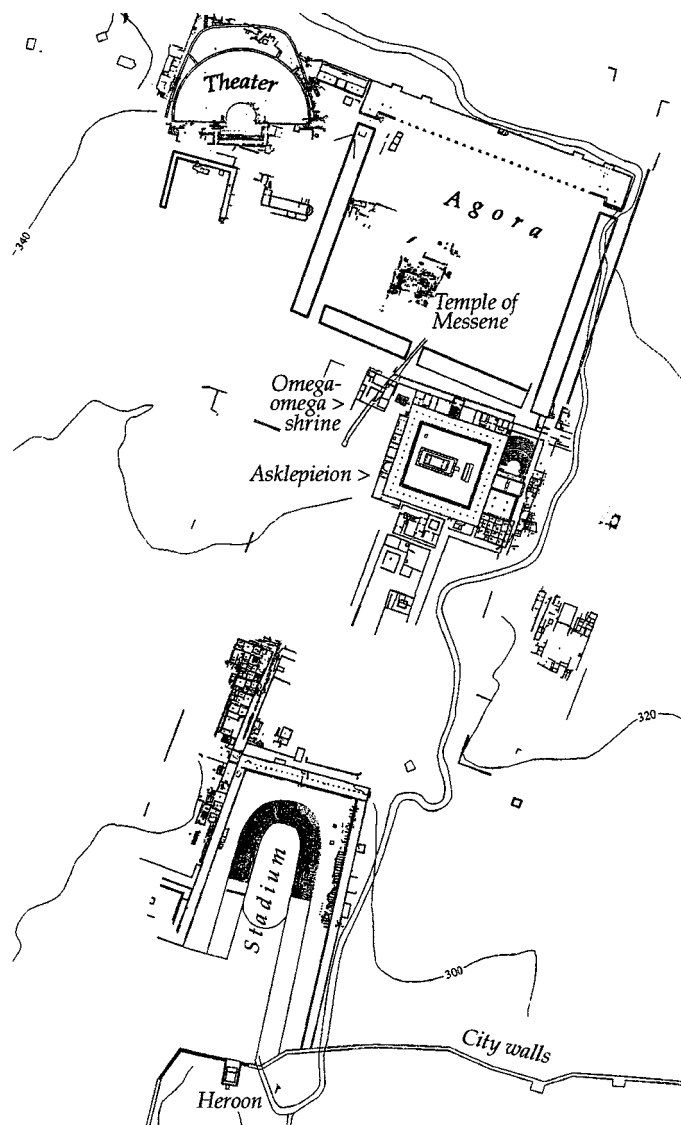 Theater
Agora
340
Temple of
Messene
Omega-
omega >
shrine
Asklepieion >
320
Stadium
300
City walls
Heroon